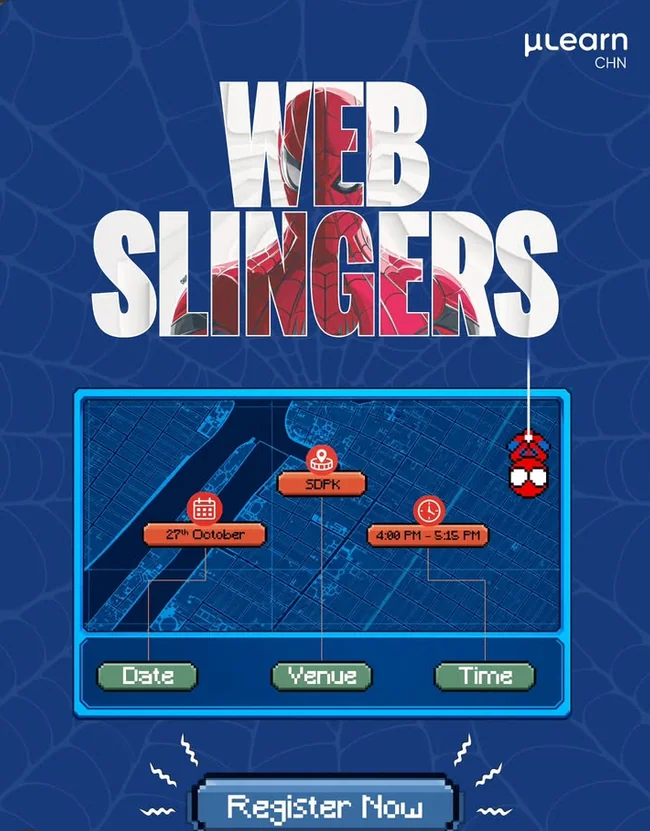 µLearn
CHN
WEB
SLINGERS
SDPK
27th October
4:00 PM - 5:15 PM
Date
Venue
Time
Register Now